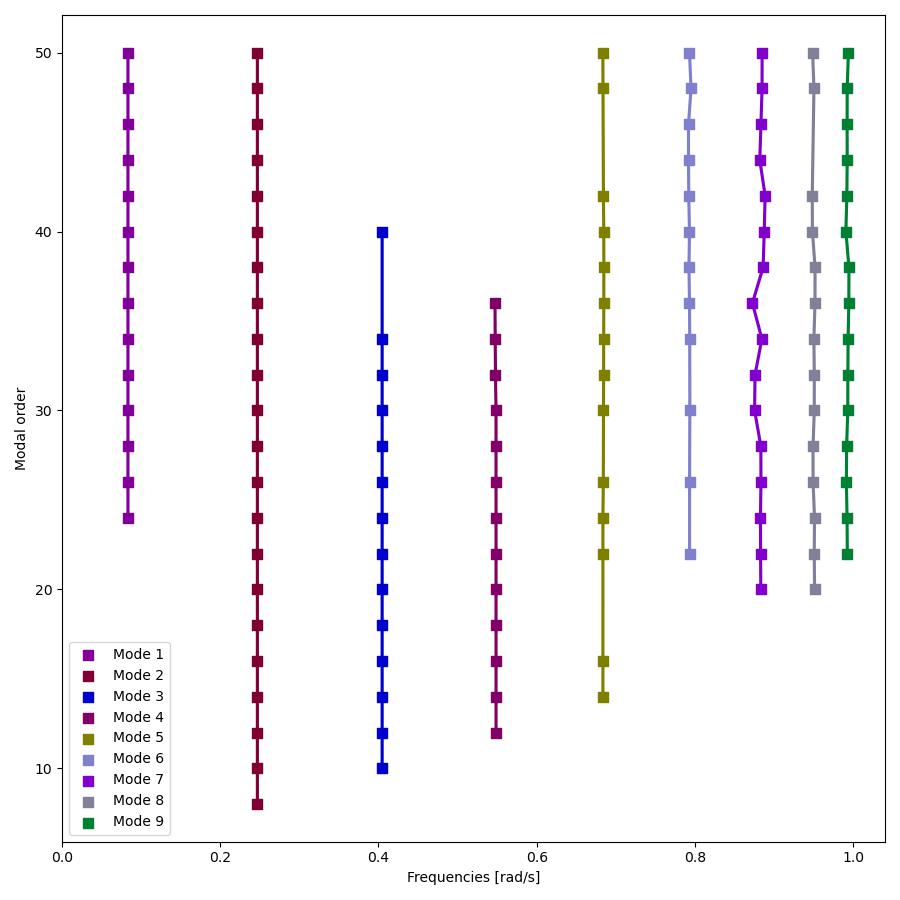 50
40
30
20
10
Modal order
Mode 1
Mode 2
Mode 3
Mode 4
Mode 5
Mode 6
Mode 7
Mode 8
Mode 9
0.0 0.2 0.4 0.6 0.8 1.0
Frequencies [rad/s]